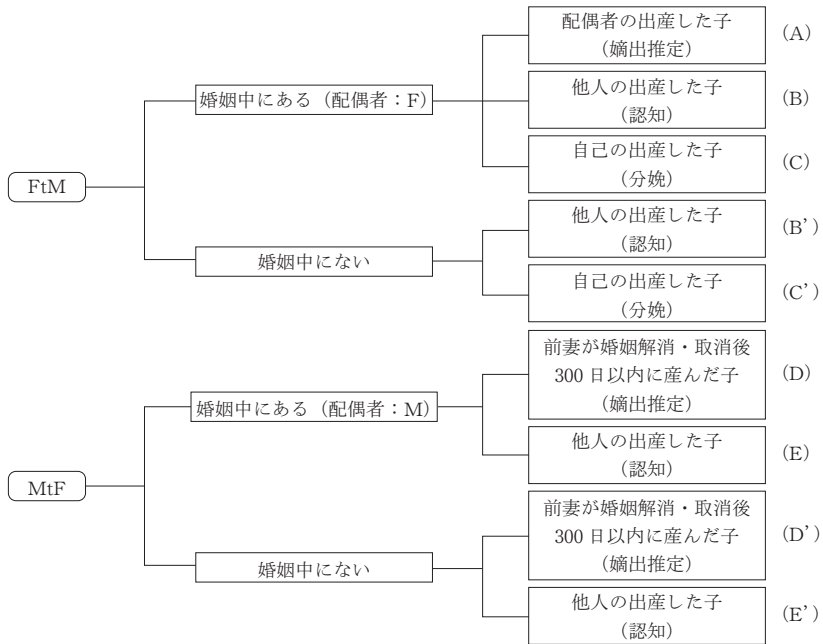 FtM
婚姻中にある（配偶者：F）
配偶者の出産した子
（嫡出推定）
（A）
他人の出産した子
（認知）
（B）
自己の出産した子
（分娩）
（C）
婚姻中にない
他人の出産した子
（認知）
（B’）
自己の出産した子
（分娩）
（C’）
MtF
婚姻中にある（配偶者：M）
前妻が婚姻解消・取消後
300 日以内に産んだ子
（嫡出推定）
（D）
他人の出産した子
（認知）
（E）
婚姻中にない
前妻が婚姻解消・取消後
300 日以内に産んだ子
（嫡出推定）
（D’）
他人の出産した子
（認知）
（E’）